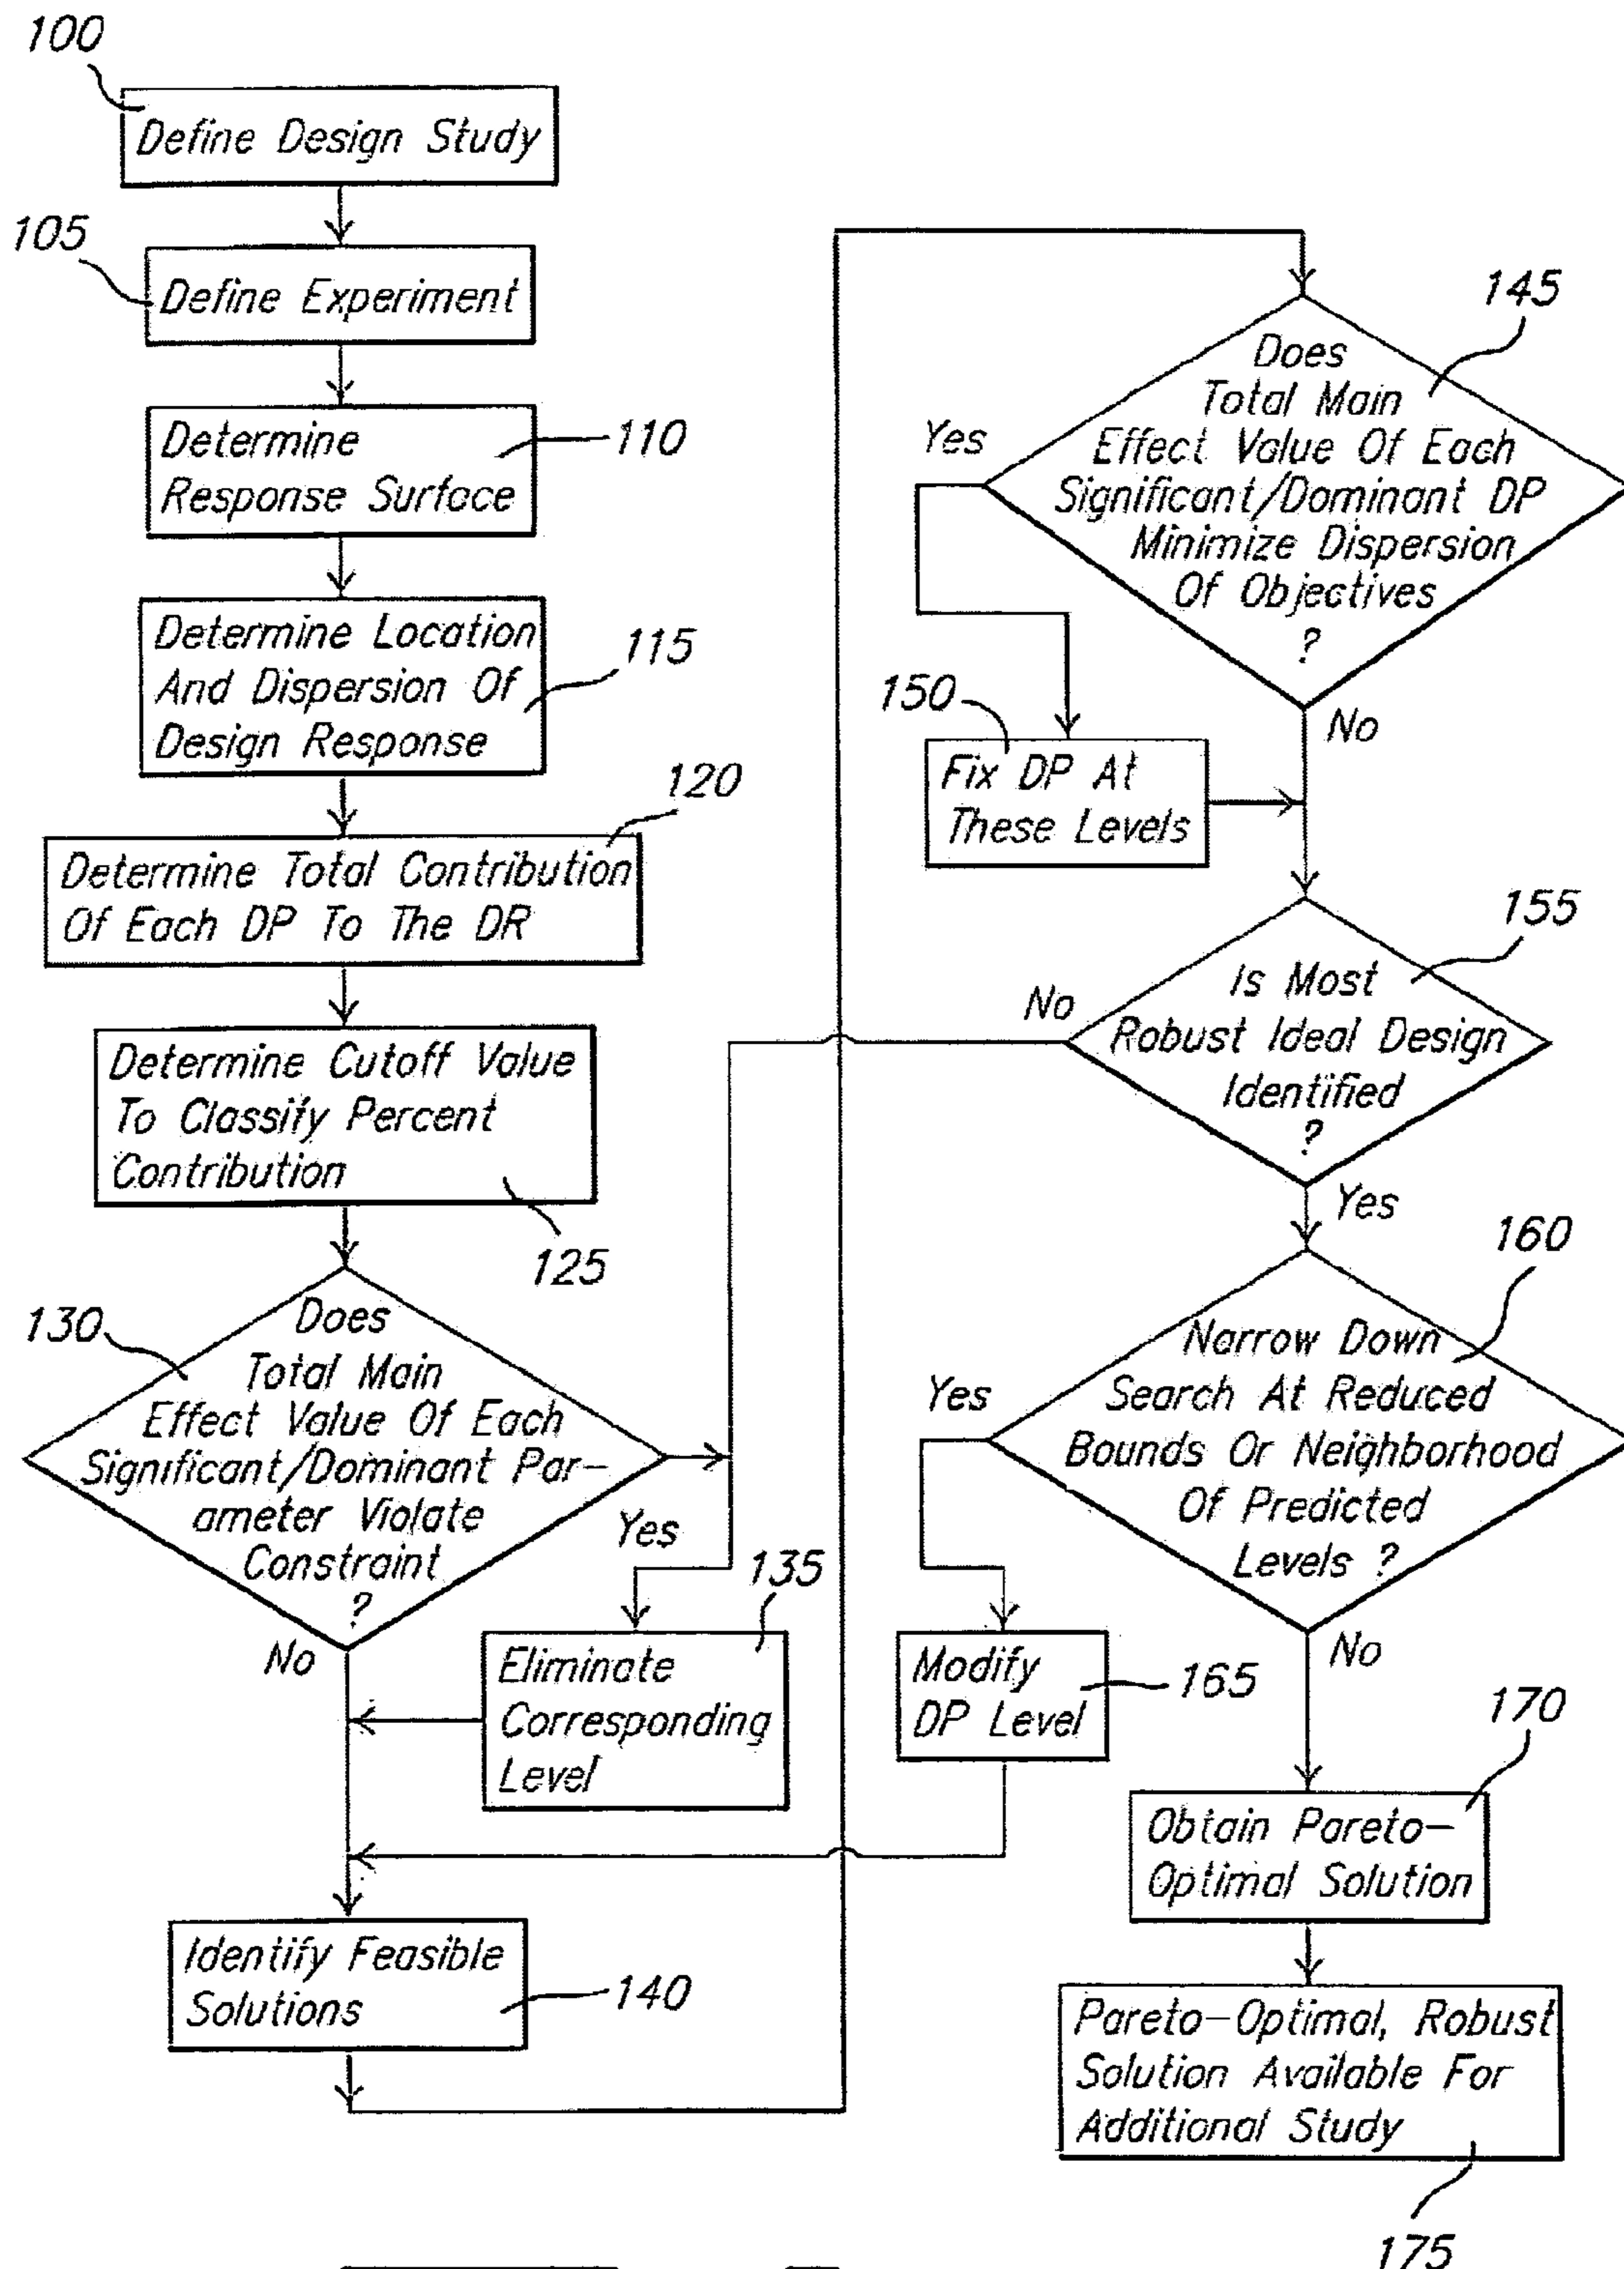 100
Define Design Study
105
Define Experiment
Determine
Response Surface
110
Determine Location
And Dispersion Of
Design Response
115
120
Determine Total Contribution
Of Each DP To The DR
Determine Cutoff Value
To Classify Percent
Contribution
125
130
Does
Total Main
Effect Value Of Each
Significant/Dominant Par-
ameter Violate
Constraint
?
Yes
No
135
Eliminate
Corresponding
Level
Identify Feasible
Solutions
140
145
Does
Total Main
Effect Value Of Each
Significant/Dominant DP
Minimize Dispersion
Of Objectives
?
Yes
No
150
Fix DP At
These Levels
155
Is Most
Robust Ideal Design
Identified
?
No
Yes
160
Narrow Down
Search At Reduced
Bounds Or Neighborhood
Of Predicted
Levels ?
Yes
No
Modify
DP Level
165
170
Obtain Pareto-
Optimal Solution
Pareto-Optimal, Robust
Solution Available For
Additional Study
175